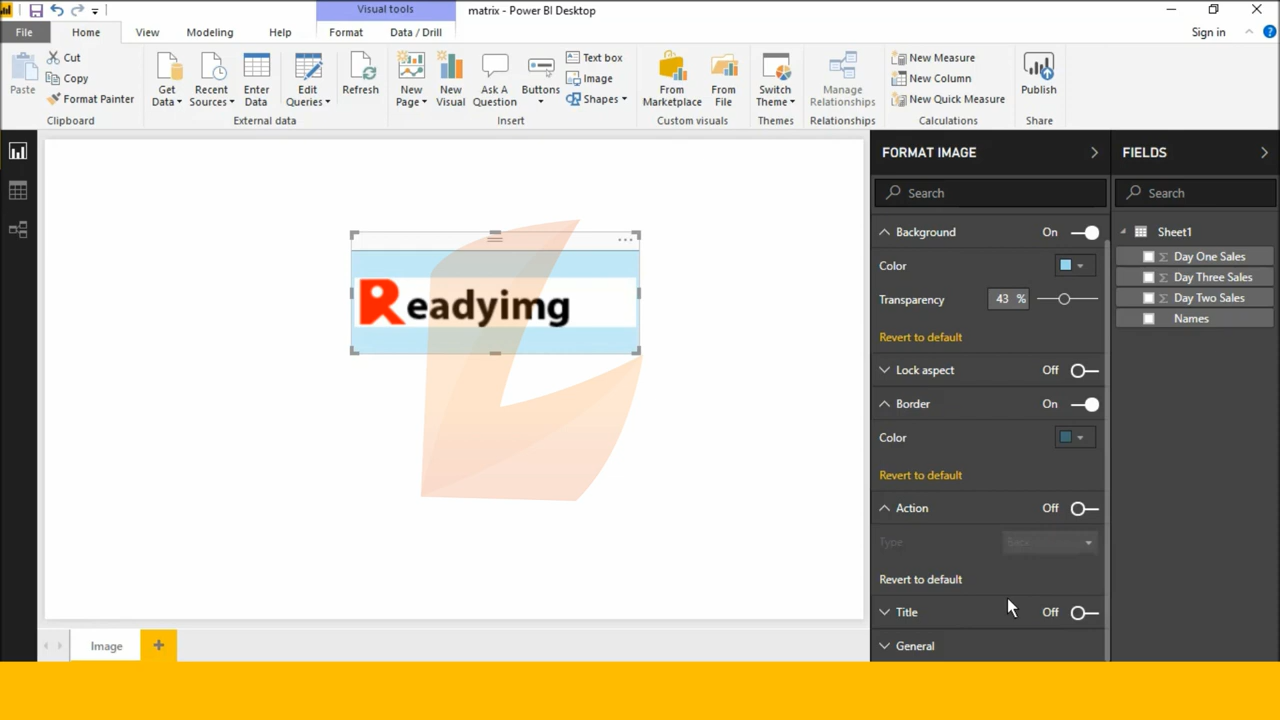 Visual tools
matrix - Power BI Desktop
File
Home
View
Modeling
Help
Format
Data / Drill
Sign in
Paste
Cut
Copy
Format Painter
Clipboard
Get
Data
Recent
Sources
Enter
Data
External data
Edit
Queries
Refresh
New
Page
New
Visual
Ask A
Question
Buttons
Text box
Image
Shapes
Insert
From
Marketplace
From
File
Custom visuals
Switch
Theme
Themes
Manage
Relationships
Relationships
New Measure
New Column
New Quick Measure
Calculations
Publish
Share
Readyimg
FORMAT IMAGE
Search
Background On
Color
Transparency 43 %
Revert to default
Lock aspect Off
Border On
Color
Revert to default
Action Off
Type
Revert to default
Title Off
General
FIELDS
Search
Sheet1
Day One Sales
Day Three Sales
Day Two Sales
Names
Image